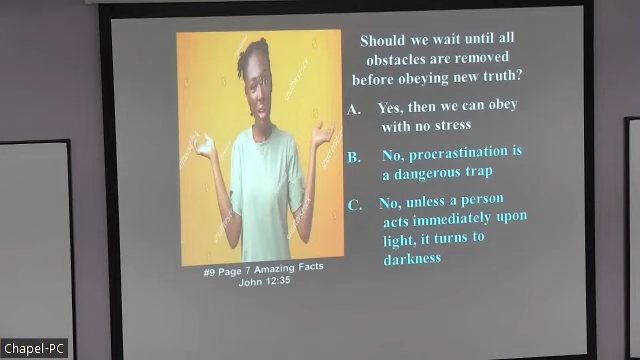 Should we wait until all
obstacles are removed
before obeying new truth?
A. Yes, then we can obey
with no stress
B. No, procrastination is
a dangerous trap
C. No, unless a person
acts immediately upon
light, it turns to
darkness
shutterstock
#9 Page 7 Amazing Facts
John 12:35
Chapel-PC